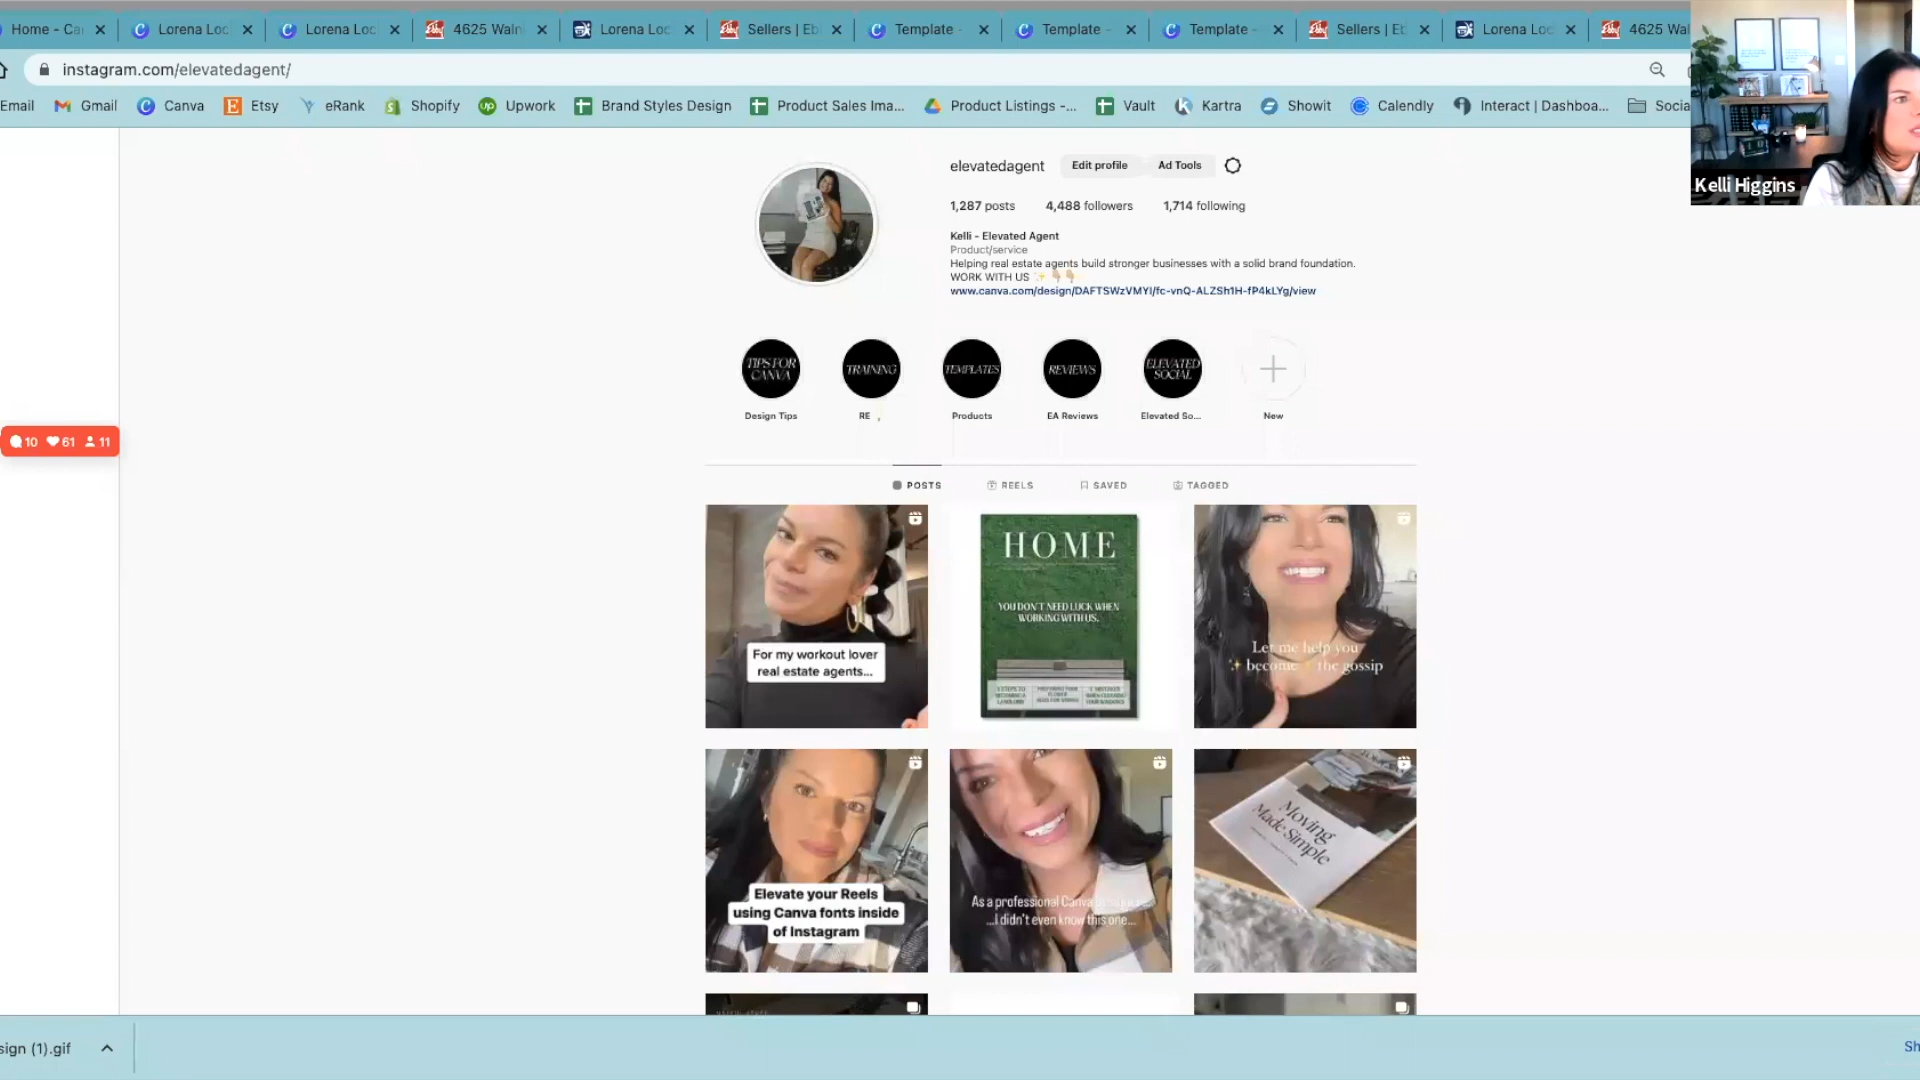 Home - Ca
Lorena Loc
Lorena Loc
4625 Waln
Lorena Loc
Sellers | Eb
Template -
Template -
Template -
Sellers | Et
Lorena Loc
4625 Wal
instagram.com/elevatedagent/
Email
Gmail
Canva
Etsy
eRank
Shopify
Upwork
Brand Styles Design
Product Sales Ima...
Product Listings -...
Vault
Kartra
Showit
Calendly
Interact | Dashboa...
Socia
Kelli Higgins
elevatedagent
Edit profile
Ad Tools
1,287 posts
4,488 followers
1,714 following
Kelli - Elevated Agent
Product/service
Helping real estate agents build stronger businesses with a solid brand foundation.
WORK WITH US ✨ 👇🏼👇🏼
www.canva.com/design/DAFTSWzVMYI/fc-vnQ-ALZSh1H-fP4kLYg/view
TIPS FOR
CANVA
TRAINING
TEMPLATES
REVIEWS
ELEVATED
SOCIAL
Design Tips
RE
Products
EA Reviews
Elevated So...
New
10
61
11
POSTS
REELS
SAVED
TAGGED
For my workout lover
real estate agents...
HOME
YOU DON'T NEED LUCK WHEN
WORKING WITH US.
Let me help you
✨ become ✨ the gossip
Elevate your Reels
using Canva fonts inside
of Instagram
As a professional Canva
...I didn't even know this one...
Moving
Made Simple
sign (1).gif
Sh